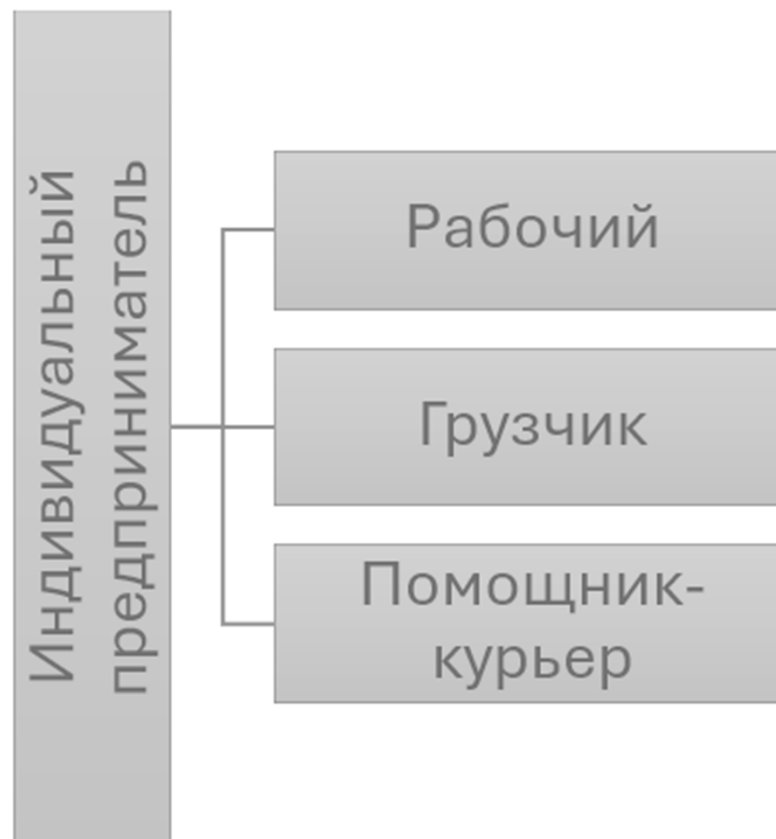 Индивидуальный
предприниматель
Рабочий
Грузчик
Помощник-
курьер